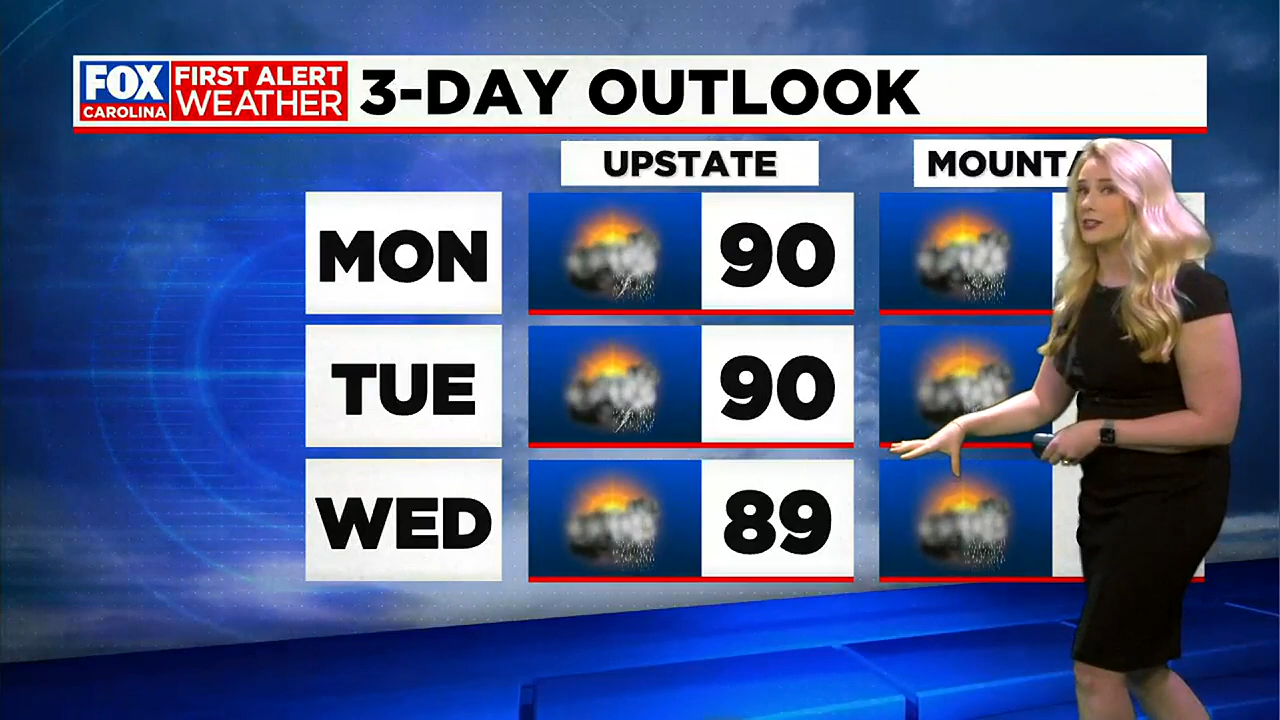 FOX CAROLINA FIRST ALERT WEATHER 3-DAY OUTLOOK
UPSTATE
MON 90
TUE 90
WED 89